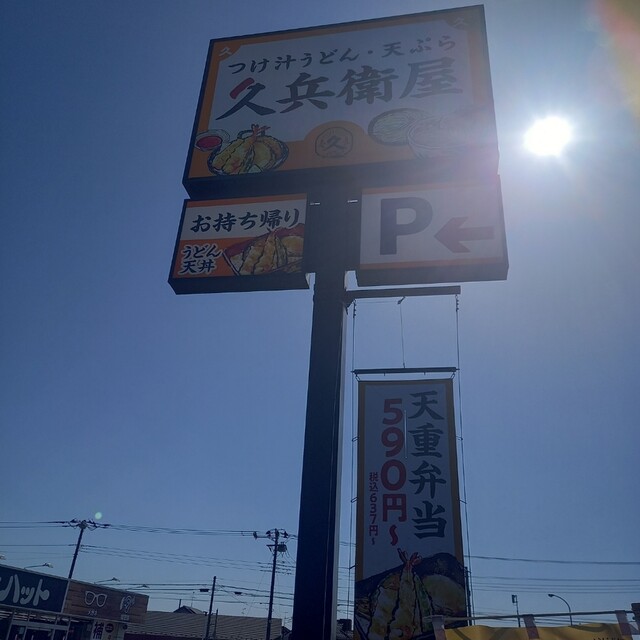 久
つけ汁うどん・天ぷら
久兵衛屋
久
お持ち帰り
うどん
天丼
P
天重弁当
590円~
税込637円~
ハット